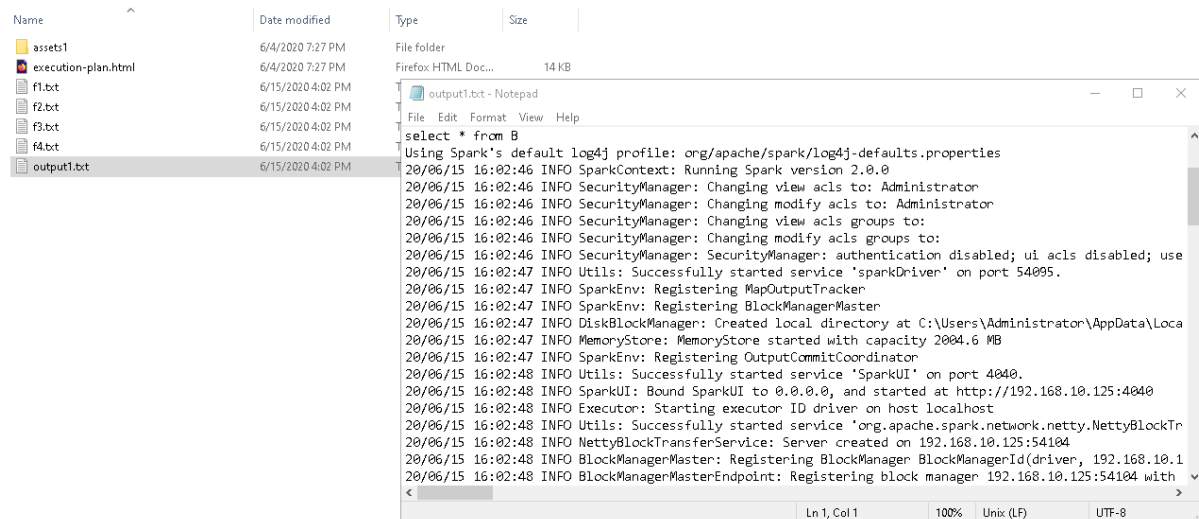 Name Date modified Type Size
assets1 6/4/2020 7:27 PM File folder
execution-plan.html 6/4/2020 7:27 PM Firefox HTML Doc... 14 KB
f1.txt 6/15/2020 4:02 PM T
f2.txt 6/15/2020 4:02 PM T
f3.txt 6/15/2020 4:02 PM T
f4.txt 6/15/2020 4:02 PM T
output1.txt 6/15/2020 4:02 PM T
output1.txt - Notepad
File Edit Format View Help
select * from B
Using Spark's default log4j profile: org/apache/spark/log4j-defaults.properties
20/06/15 16:02:46 INFO SparkContext: Running Spark version 2.0.0
20/06/15 16:02:46 INFO SecurityManager: Changing view acls to: Administrator
20/06/15 16:02:46 INFO SecurityManager: Changing modify acls to: Administrator
20/06/15 16:02:46 INFO SecurityManager: Changing view acls groups to:
20/06/15 16:02:46 INFO SecurityManager: Changing modify acls groups to:
20/06/15 16:02:46 INFO SecurityManager: SecurityManager: authentication disabled; ui acls disabled; use
20/06/15 16:02:47 INFO Utils: Successfully started service 'sparkDriver' on port 54095.
20/06/15 16:02:47 INFO SparkEnv: Registering MapOutputTracker
20/06/15 16:02:47 INFO SparkEnv: Registering BlockManagerMaster
20/06/15 16:02:47 INFO DiskBlockManager: Created local directory at C:\Users\Administrator\AppData\Loca
20/06/15 16:02:47 INFO MemoryStore: MemoryStore started with capacity 2004.6 MB
20/06/15 16:02:47 INFO SparkEnv: Registering OutputCommitCoordinator
20/06/15 16:02:48 INFO Utils: Successfully started service 'SparkUI' on port 4040.
20/06/15 16:02:48 INFO SparkUI: Bound SparkUI to 0.0.0.0, and started at http://192.168.10.125:4040
20/06/15 16:02:48 INFO Executor: Starting executor ID driver on host localhost
20/06/15 16:02:48 INFO Utils: Successfully started service 'org.apache.spark.network.netty.NettyBlockTr
20/06/15 16:02:48 INFO NettyBlockTransferService: Server created on 192.168.10.125:54104
20/06/15 16:02:48 INFO BlockManagerMaster: Registering BlockManager BlockManagerId(driver, 192.168.10.1
20/06/15 16:02:48 INFO BlockManagerMasterEndpoint: Registering block manager 192.168.10.125:54104 with
Ln 1, Col 1 100% Unix (LF) UTF-8